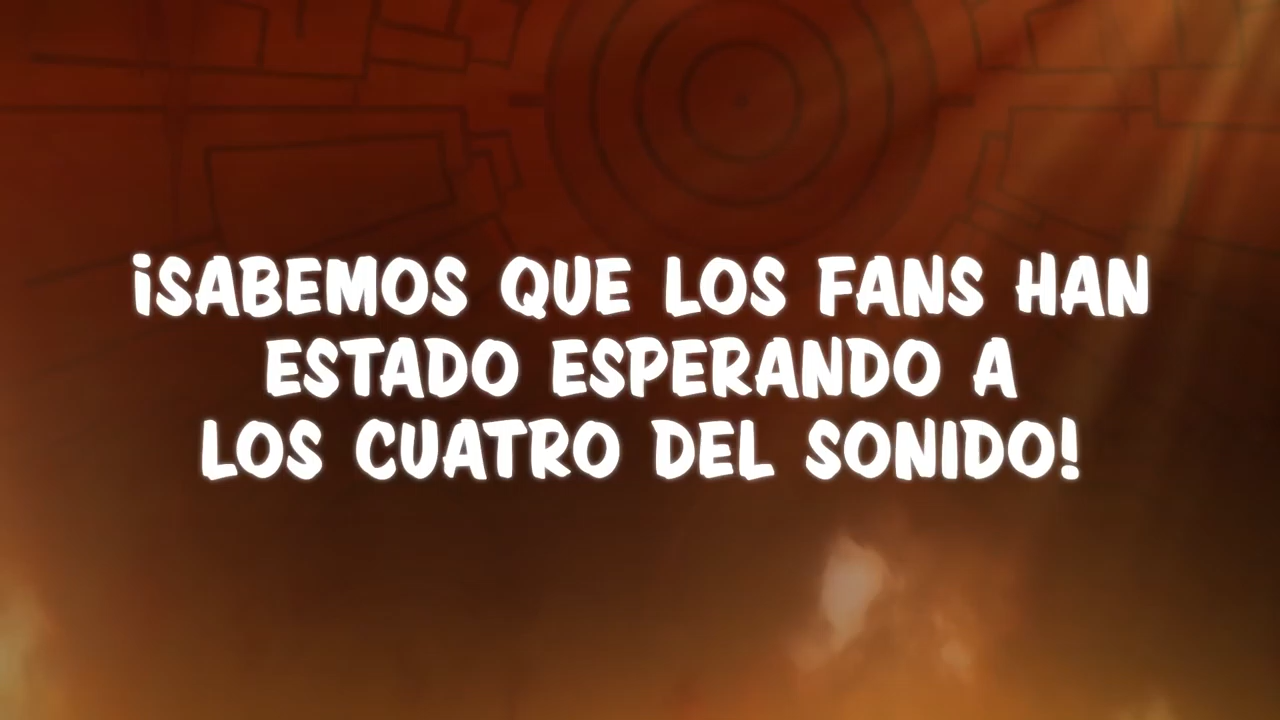 ¡SABEMOS QUE LOS FANS HAN
ESTADO ESPERANDO A
LOS CUATRO DEL SONIDO!